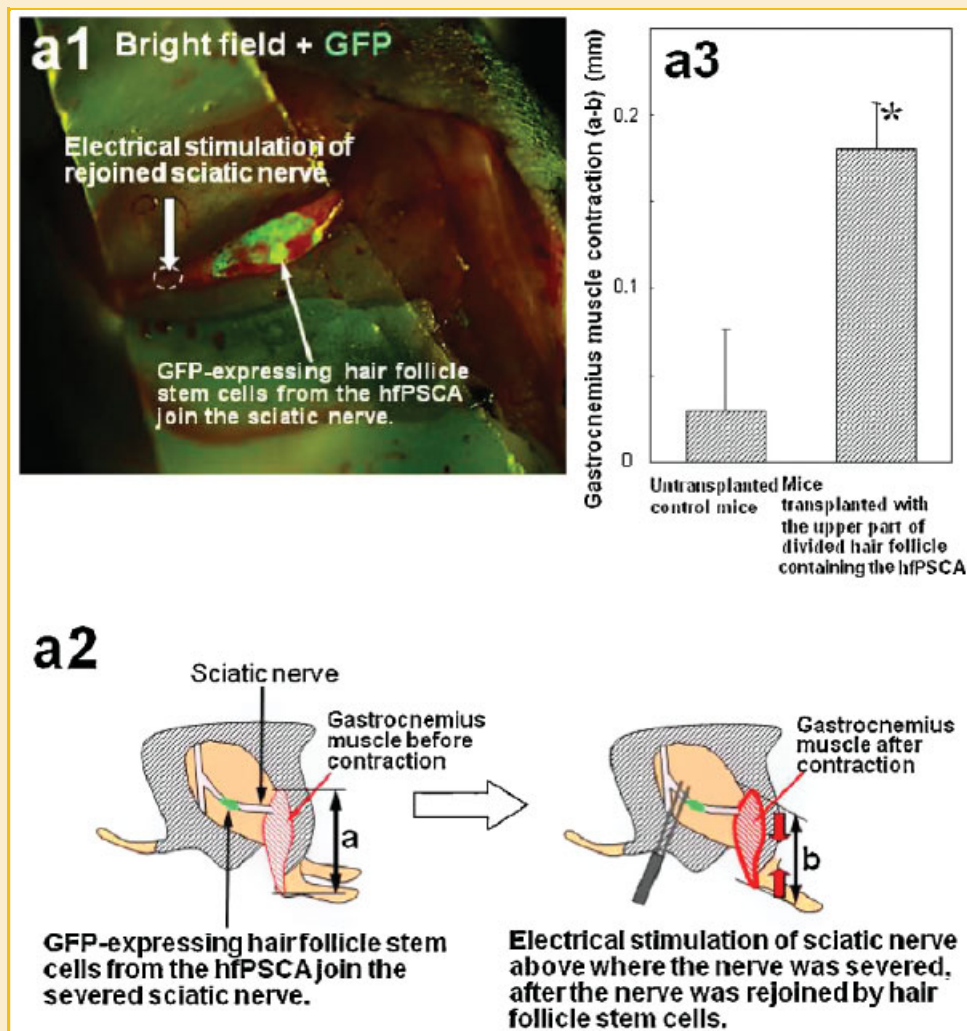 a1 Bright field + GFP
Electrical stimulation of
rejoined sciatic nerve
GFP-expressing hair follicle
stem cells from the hfPSCA
join the sciatic nerve.
a3
Gastrocnemius muscle contraction (a-b) (mm)
0.2
0.1
0
*
Untransplanted
control mice
Mice
transplanted with
the upper part of
divided hair follicle
containing the hfPSCA
a2
Sciatic nerve
Gastrocnemius
muscle before
contraction
a
GFP-expressing hair follicle stem
cells from the hfPSCA join the
severed sciatic nerve.
Gastrocnemius
muscle after
contraction
b
Electrical stimulation of sciatic nerve
above where the nerve was severed,
after the nerve was rejoined by hair
follicle stem cells.